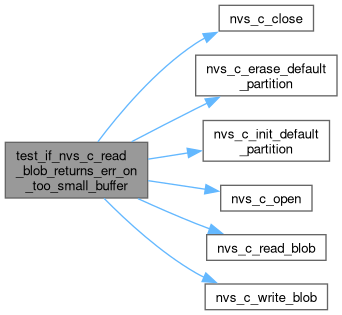 nvs_c_close
nvs_c_erase_default
_partition
nvs_c_init_default
_partition
test_if_nvs_c_read
_blob_returns_err_on
_too_small_buffer
nvs_c_open
nvs_c_read_blob
nvs_c_write_blob